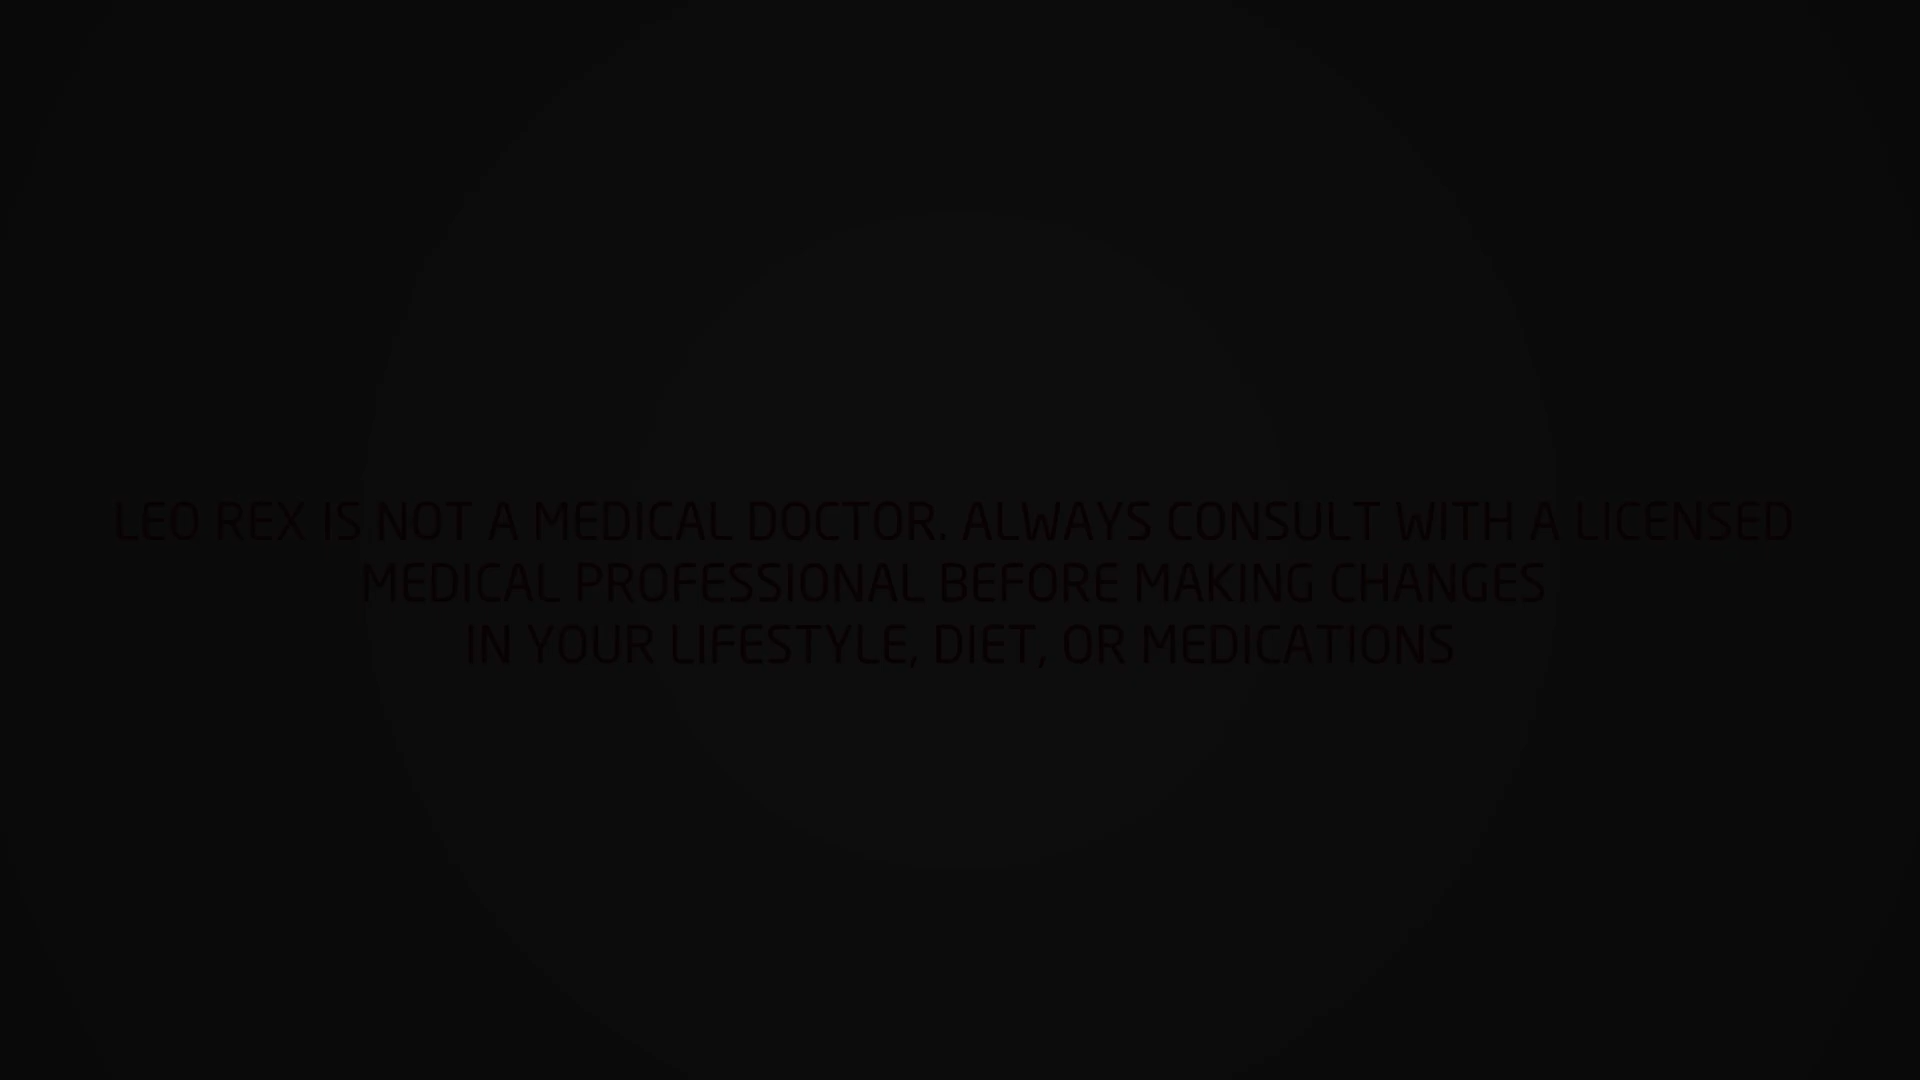 LEO REX IS NOT A MEDICAL DOCTOR. ALWAYS CONSULT WITH A LICENSED
MEDICAL PROFESSIONAL BEFORE MAKING CHANGES
IN YOUR LIFESTYLE, DIET, OR MEDICATIONS